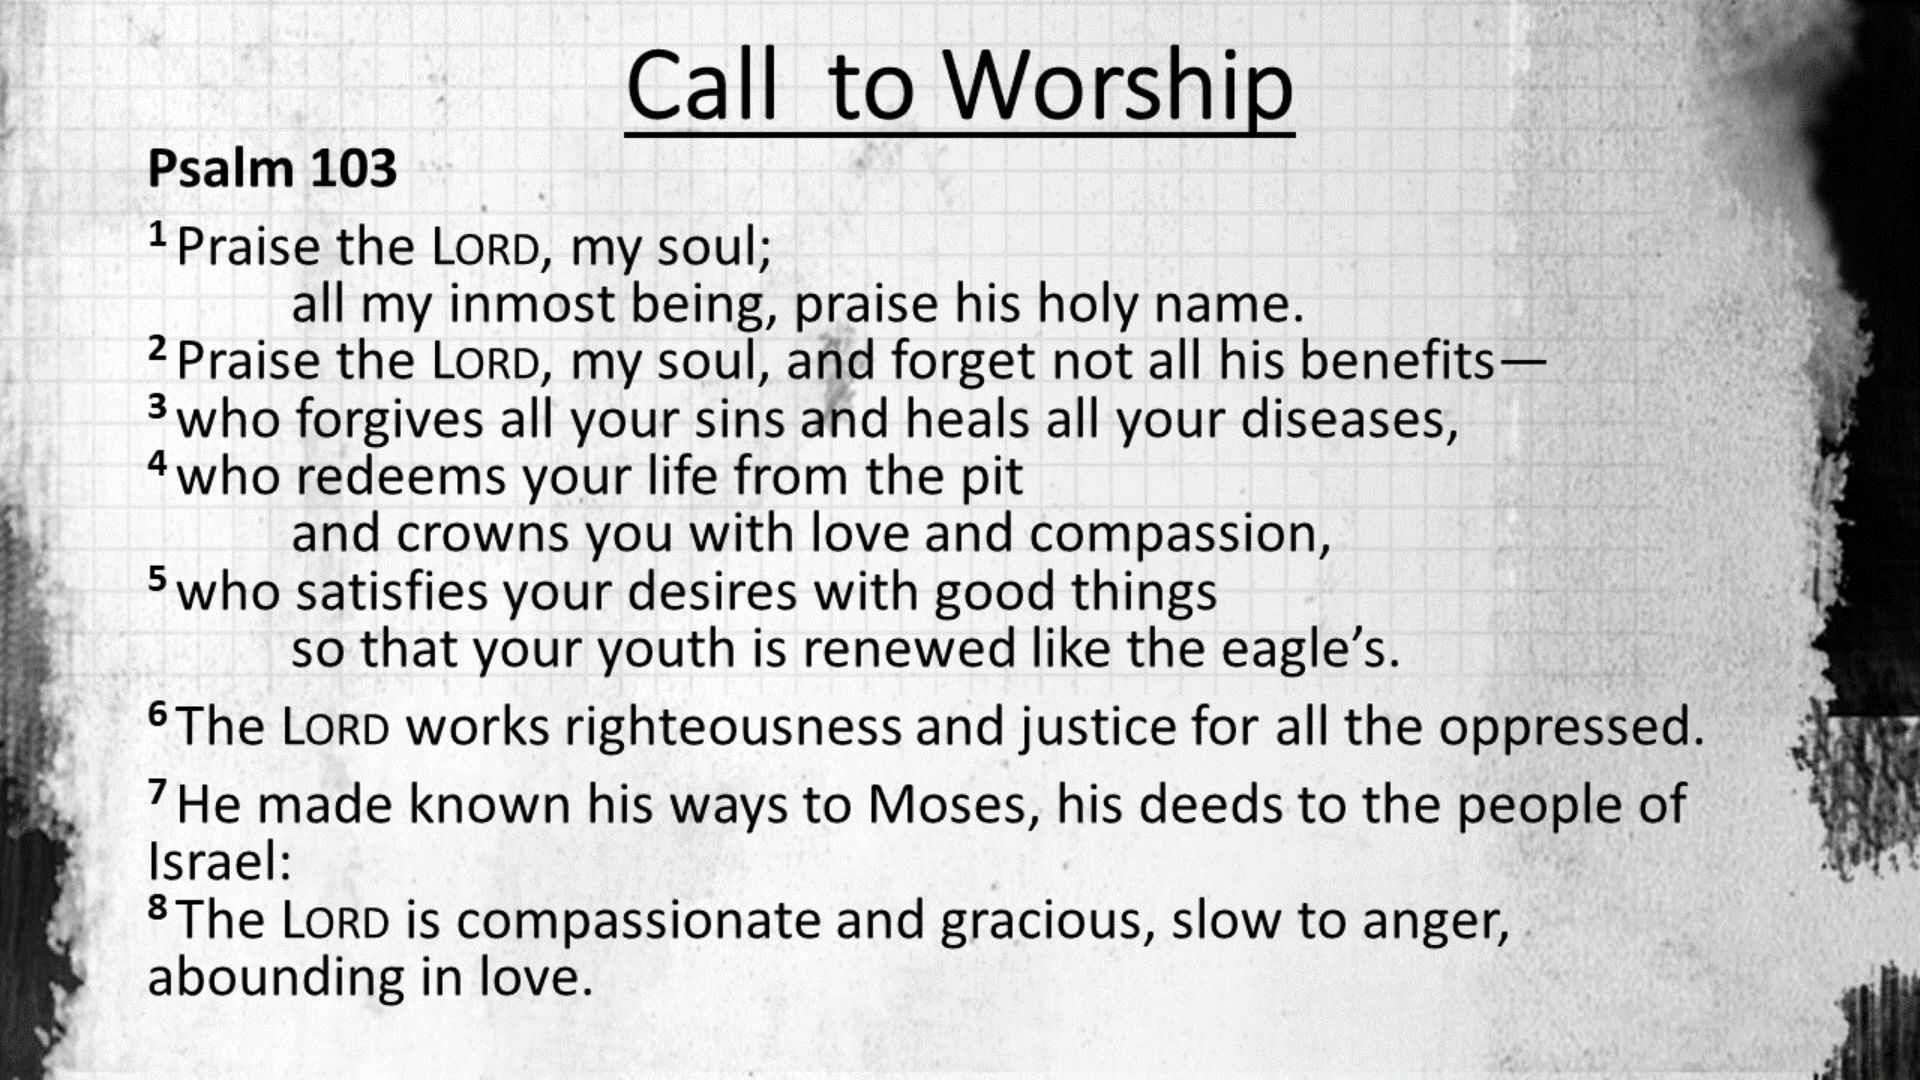 Call  to Worship
Psalm 103
1 Praise the LORD, my soul;
all my inmost being, praise his holy name.
2 Praise the LORD, my soul, and forget not all his benefits—
3 who forgives all your sins and heals all your diseases,
4 who redeems your life from the pit
and crowns you with love and compassion,
5 who satisfies your desires with good things
so that your youth is renewed like the eagle’s.
6 The LORD works righteousness and justice for all the oppressed.
7 He made known his ways to Moses, his deeds to the people of
Israel:
8 The LORD is compassionate and gracious, slow to anger,
abounding in love.